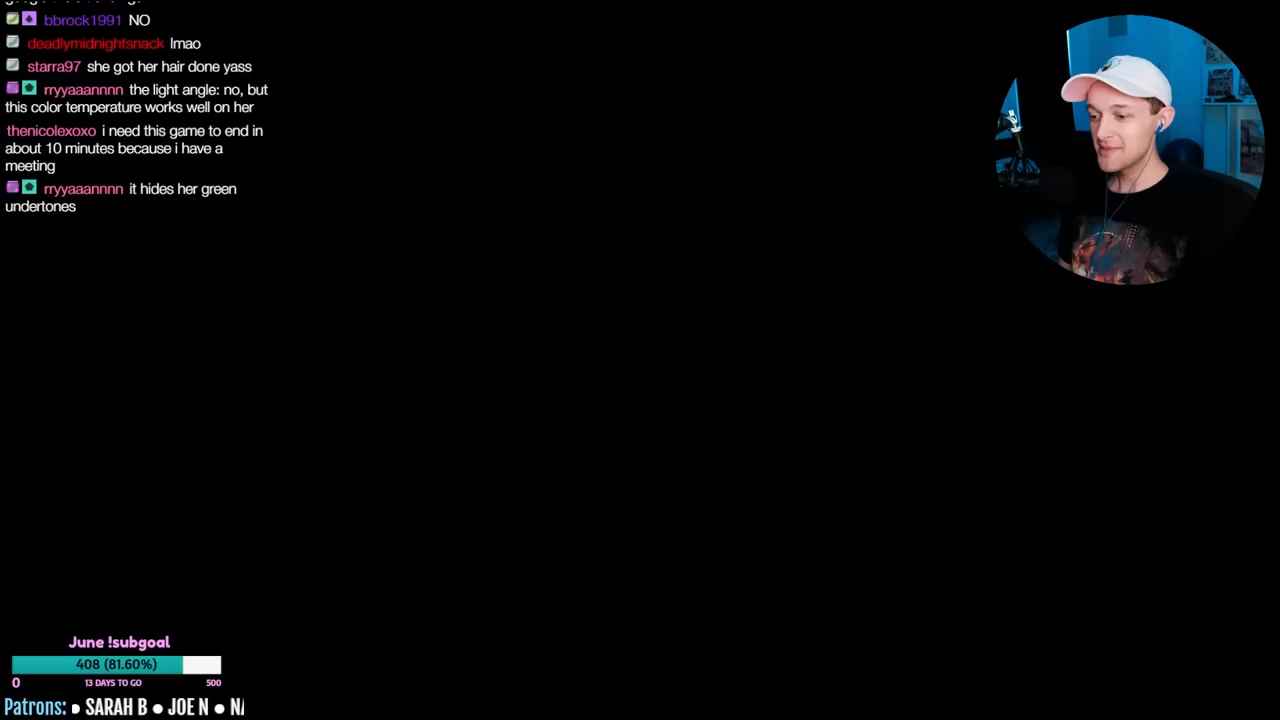 bbrock1991 NO
deadlymidnightsnack lmao
starra97 she got her hair done yass
rryyaaannnn the light angle: no, but
this color temperature works well on her
thenicolexoxo i need this game to end in
about 10 minutes because i have a
meeting
rryyaaannnn it hides her green
undertones
June !subgoal
408 (81.60%)
0 13 DAYS TO GO 500
Patrons: ● SARAH B ● JOE N ●